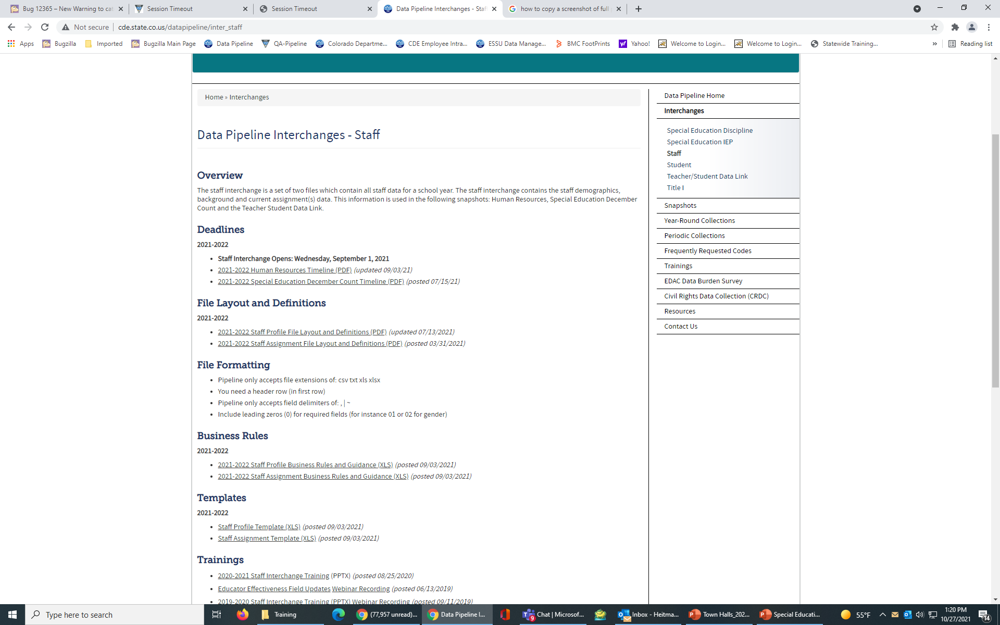 Bug 12365 – New Warning to cat
Session Timeout
Session Timeout
Data Pipeline Interchanges - Staf
how to copy a screenshot of full
Not secure
cde.state.co.us/datapipeline/inter_staff
Apps
Bugzilla
Imported
Bugzilla Main Page
Data Pipeline
QA-Pipeline
Colorado Departme...
CDE Employee Intra...
ESSU Data Manage...
BMC FootPrints
Yahoo!
Welcome to Login...
Welcome to Login...
Statewide Training...
»
Reading list
Home » Interchanges
Data Pipeline Interchanges - Staff
Overview
The staff interchange is a set of two files which contain all staff data for a school year. The staff interchange contains the staff demographics,
background and current assignment(s) data. This information is used in the following snapshots: Human Resources, Special Education December
Count and the Teacher Student Data Link.
Deadlines
2021-2022
• Staff Interchange Opens: Wednesday, September 1, 2021
• 2021-2022 Human Resources Timeline (PDF) (updated 09/03/21)
• 2021-2022 Special Education December Count Timeline (PDF) (posted 07/15/21)
File Layout and Definitions
2021-2022
• 2021-2022 Staff Profile File Layout and Definitions (PDF) (updated 07/13/2021)
• 2021-2022 Staff Assignment File Layout and Definitions (PDF) (posted 03/31/2021)
File Formatting
• Pipeline only accepts file extensions of: csv txt xls xlsx
• You need a header row (in first row)
• Pipeline only accepts field delimiters of: , | ~
• Include leading zeros (0) for required fields (for instance 01 or 02 for gender)
Business Rules
2021-2022
• 2021-2022 Staff Profile Business Rules and Guidance (XLS) (posted 09/03/2021)
• 2021-2022 Staff Assignment Business Rules and Guidance (XLS) (posted 09/03/2021)
Templates
2021-2022
• Staff Profile Template (XLS) (posted 09/03/2021)
• Staff Assignment Template (XLS) (posted 09/03/2021)
Trainings
• 2020-2021 Staff Interchange Training (PPTX) (posted 08/25/2020)
• Educator Effectiveness Field Updates Webinar Recording (posted 06/13/2019)
• 2019-2020 Staff Interchange Training (PPTX) Webinar Recording (posted 09/11/2019)
Data Pipeline Home
Interchanges
Special Education Discipline
Special Education IEP
Staff
Student
Teacher/Student Data Link
Title I
Snapshots
Year-Round Collections
Periodic Collections
Frequently Requested Codes
Trainings
EDAC Data Burden Survey
Civil Rights Data Collection (CRDC)
Resources
Contact Us
Type here to search
Training
(77,957 unread)...
Data Pipeline I...
9
Chat | Microsof...
Inbox - Heitma...
Town Halls_202...
Special Educati...
55°F
1:20 PM
10/27/2021
14